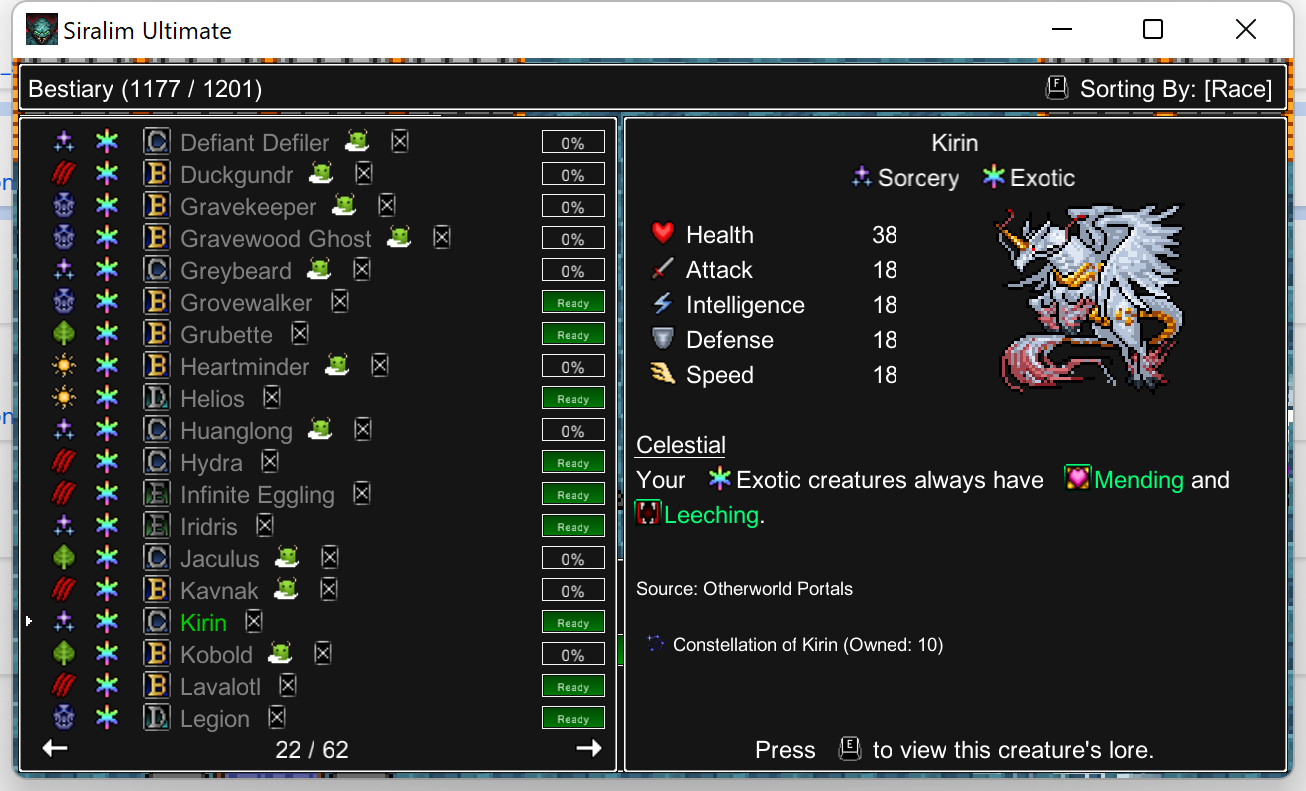 Siralim Ultimate
Bestiary (1177 / 1201)
F Sorting By: [Race]
C Defiant Defiler 0%
B Duckgundr 0%
B Gravekeeper 0%
B Gravewood Ghost 0%
C Greybeard 0%
B Grovewalker Ready
B Grubette Ready
B Heartminder 0%
D Helios Ready
C Huanglong 0%
C Hydra Ready
E Infinite Eggling Ready
E Iridris Ready
C Jaculus 0%
B Kavnak 0%
C Kirin Ready
B Kobold 0%
B Lavalotl Ready
D Legion Ready
22 / 62
Kirin
Sorcery Exotic
Health 38
Attack 18
Intelligence 18
Defense 18
Speed 18
Celestial
Your Exotic creatures always have Mending and
Leeching.
Source: Otherworld Portals
Constellation of Kirin (Owned: 10)
Press E to view this creature's lore.